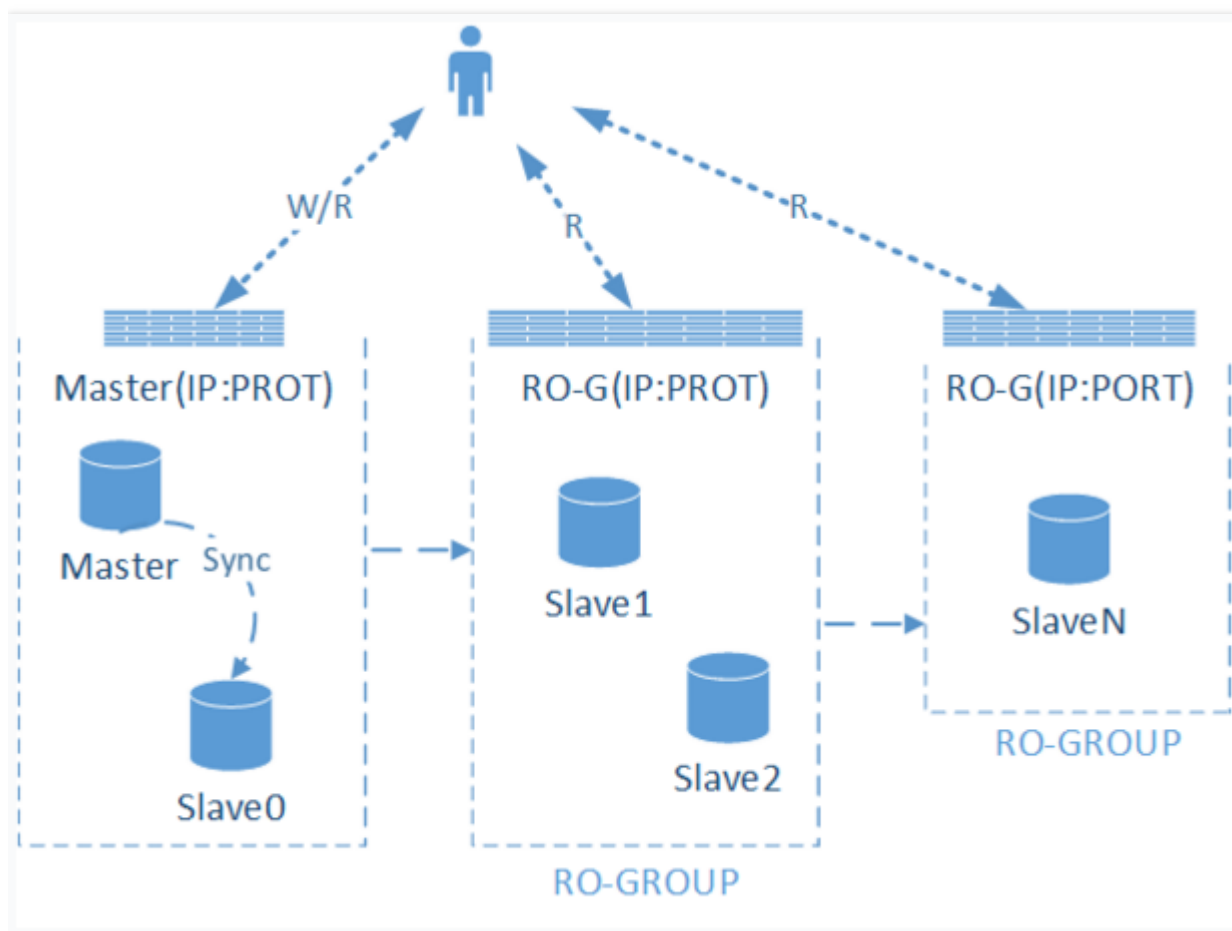 W/R
R
R
Master(IP:PROT)
RO-G(IP:PROT)
RO-G(IP:PORT)
Master
Sync
Slave0
Slave1
Slave2
RO-GROUP
SlaveN
RO-GROUP